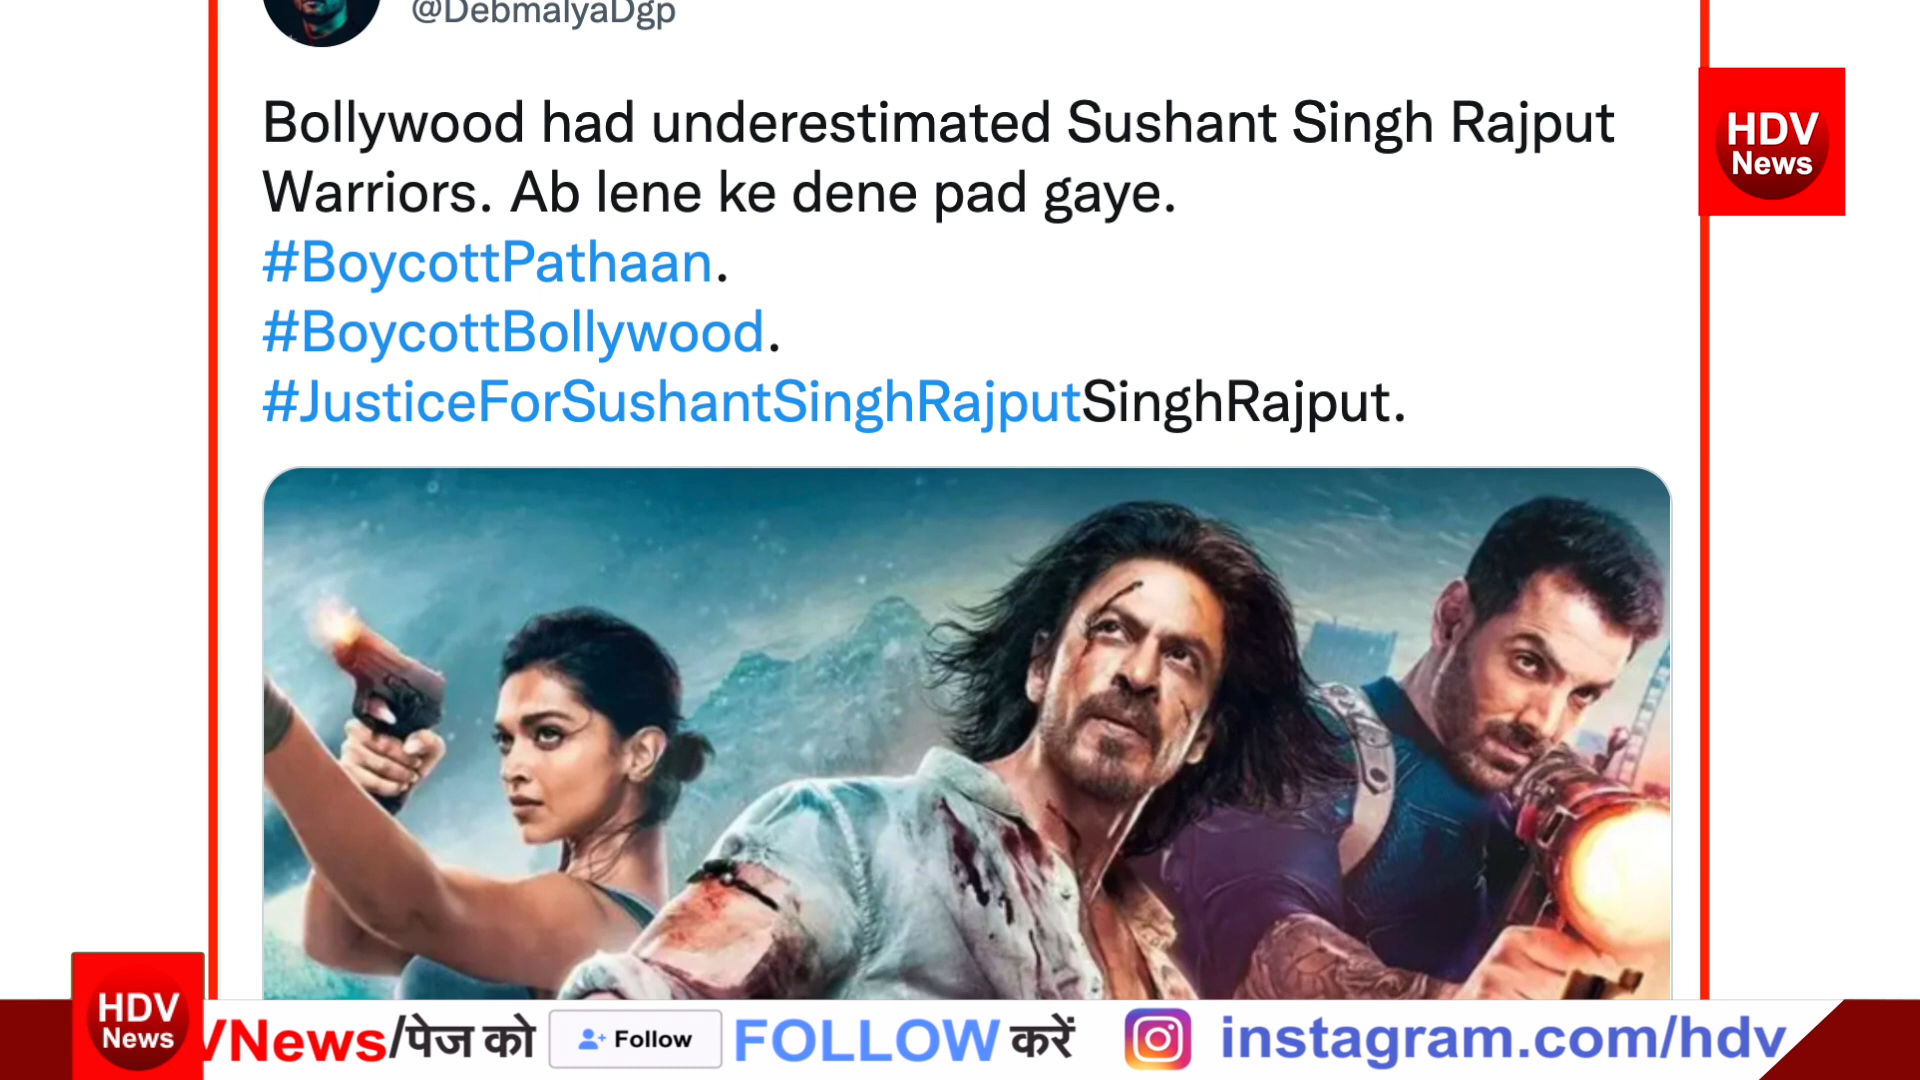 @DebmalyaDgp
Bollywood had underestimated Sushant Singh Rajput
Warriors. Ab lene ke dene pad gaye.
#BoycottPathaan.
#BoycottBollywood.
#JusticeForSushantSinghRajputSinghRajput.
HDV
News
HDV
News
VNews/पेज को Follow FOLLOW करें instagram.com/hdv